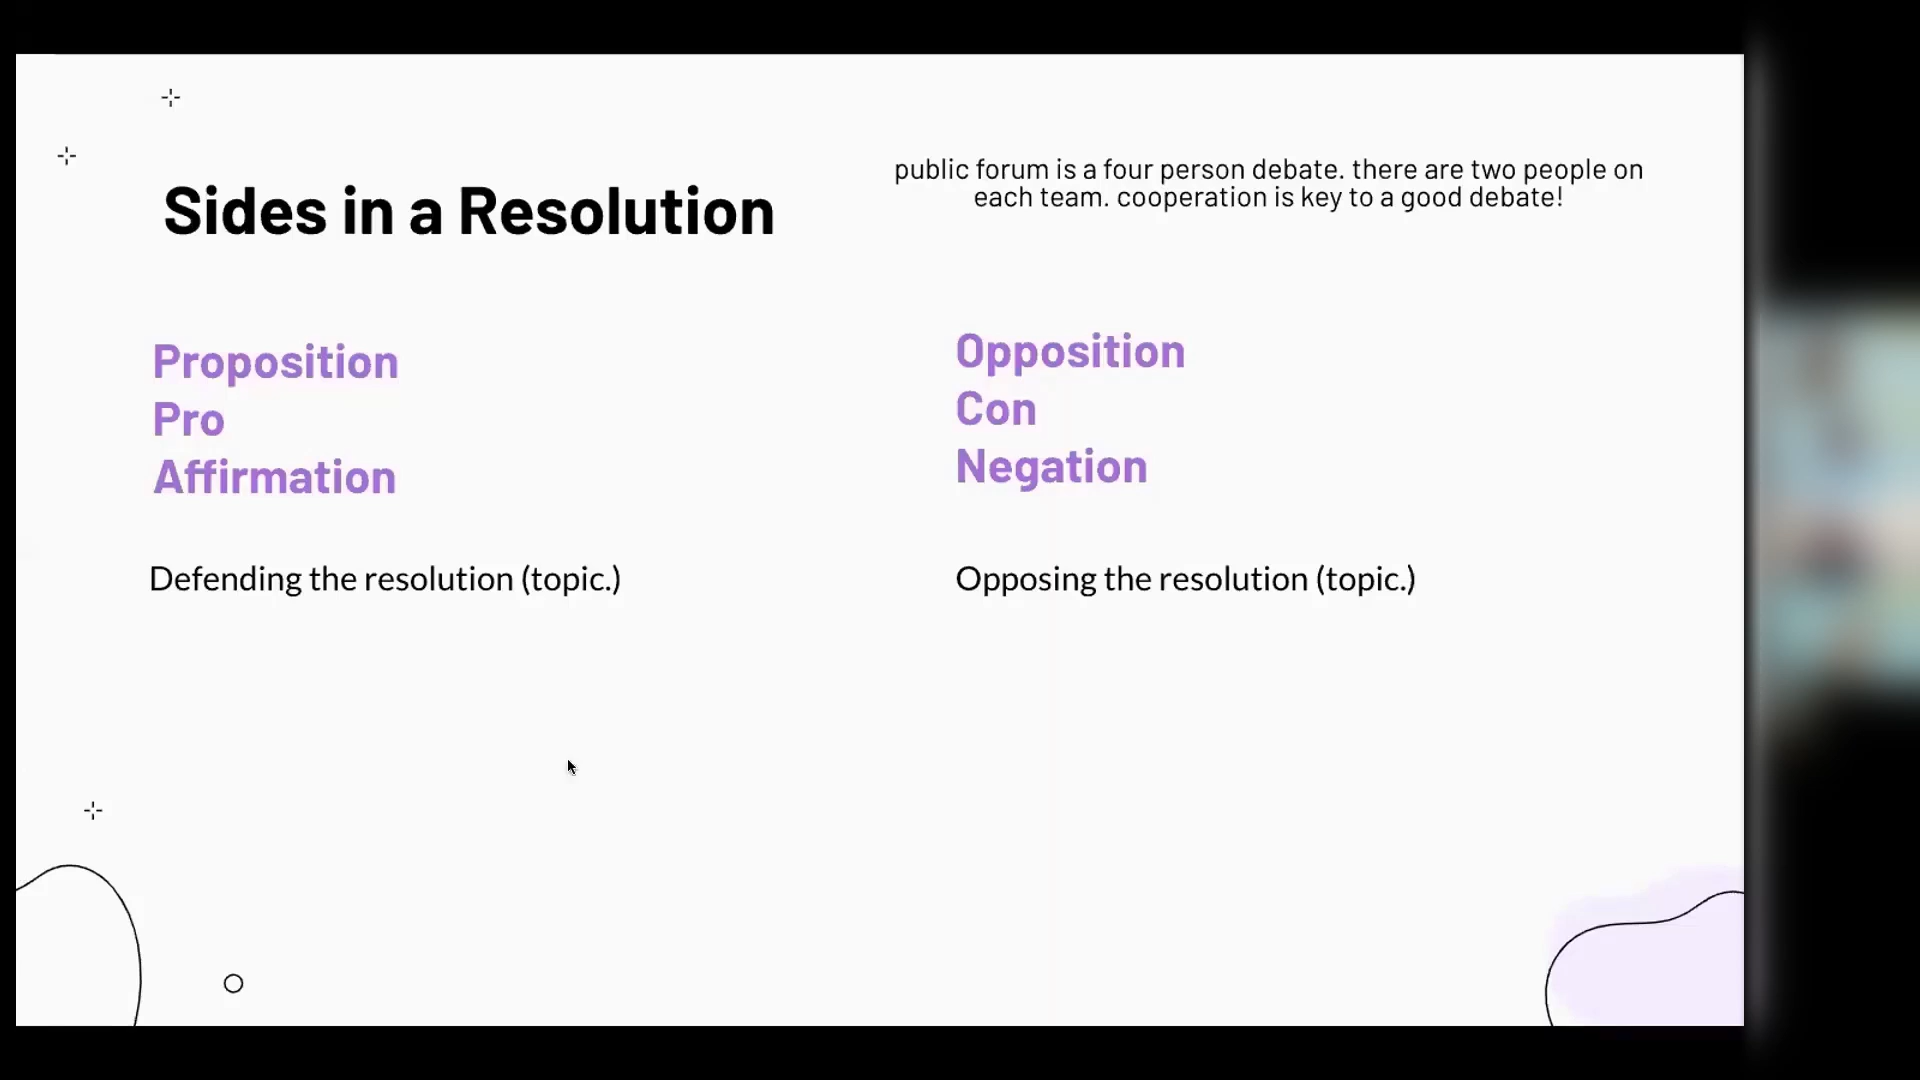 Sides in a Resolution
public forum is a four person debate. there are two people on
each team. cooperation is key to a good debate!
Proposition
Pro
Affirmation
Defending the resolution (topic.)
Opposition
Con
Negation
Opposing the resolution (topic.)